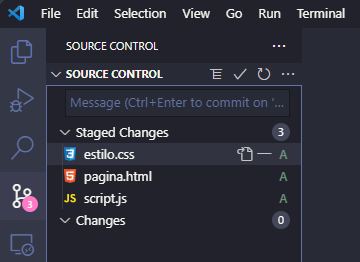 File Edit Selection View Go Run Terminal
SOURCE CONTROL
SOURCE CONTROL
Message (Ctrl+Enter to commit on '...
Staged Changes 3
estilo.css A
pagina.html A
JS script.js A
Changes 0
3